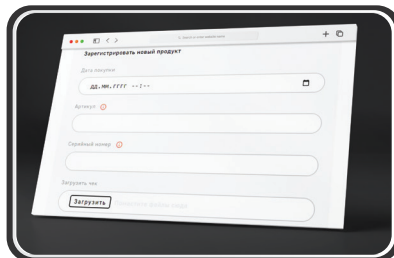 Зарегистрировать новый продукт
Дата покупки
ДД.ММ.ГГГГ --:--
Артикул
Серийный номер
Загрузить чек
Загрузить